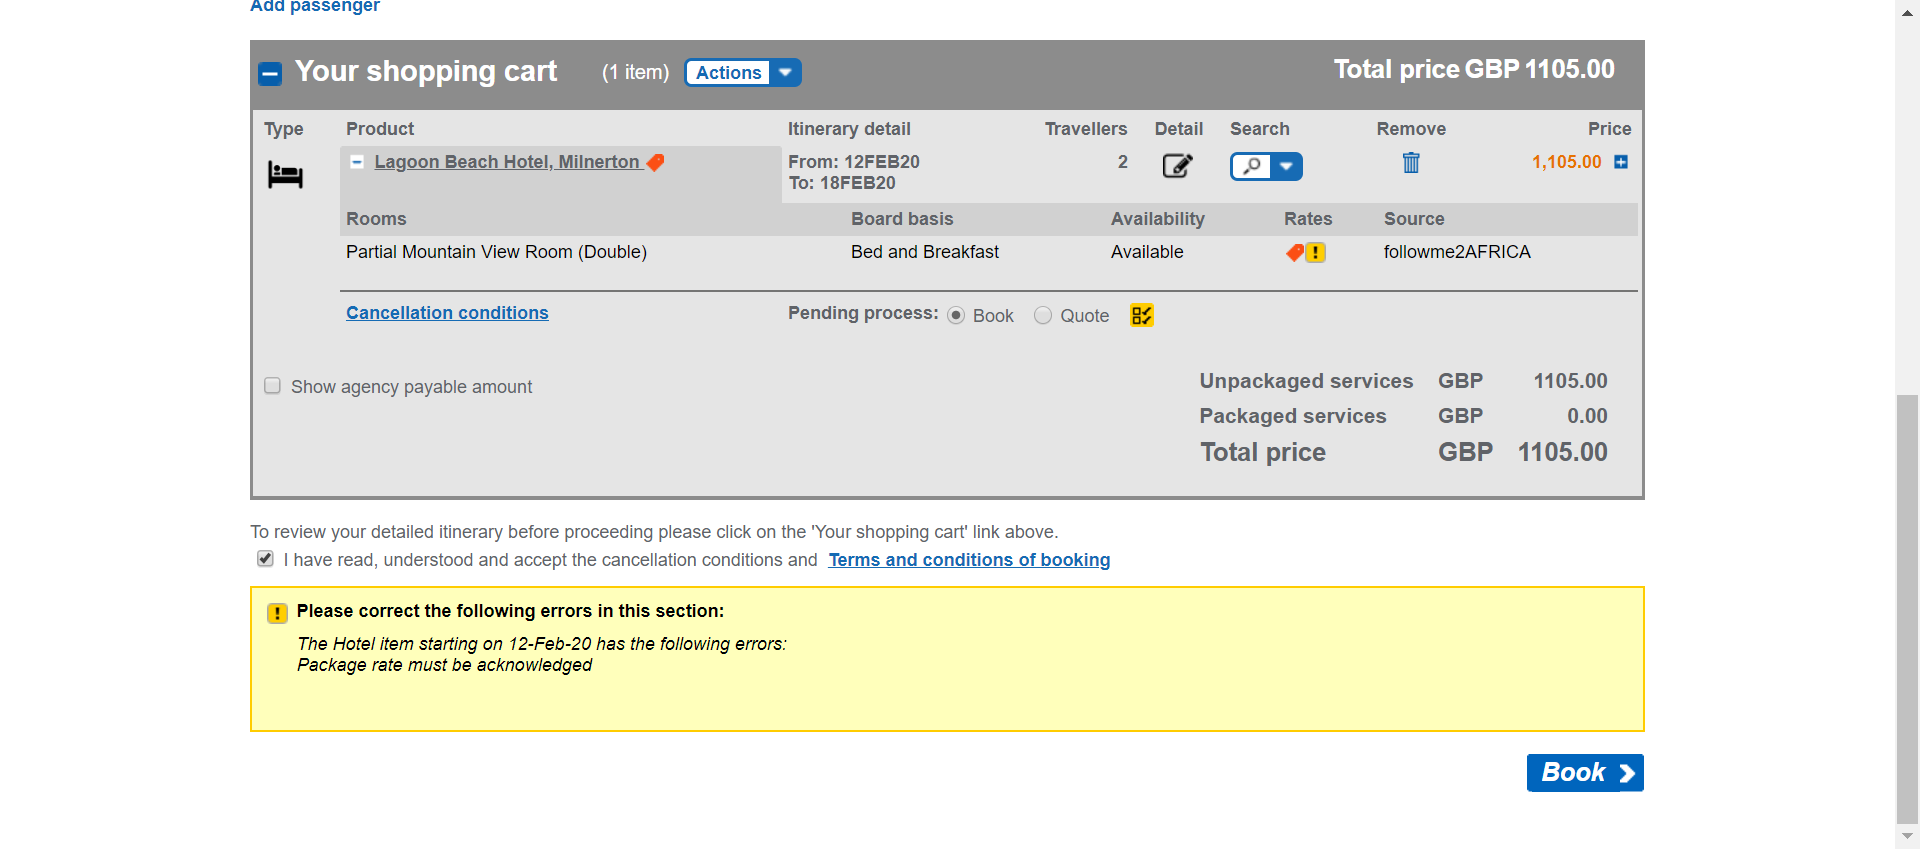 Add passenger
Your shopping cart (1 item) Actions Total price GBP 1105.00
Type Product Itinerary detail Travellers Detail Search Remove Price
Lagoon Beach Hotel, Milnerton From: 12FEB20 2 1,105.00
To: 18FEB20
Rooms Board basis Availability Rates Source
Partial Mountain View Room (Double) Bed and Breakfast Available followme2AFRICA
Cancellation conditions Pending process: Book Quote
Show agency payable amount
Unpackaged services GBP 1105.00
Packaged services GBP 0.00
Total price GBP 1105.00
To review your detailed itinerary before proceeding please click on the 'Your shopping cart' link above.
I have read, understood and accept the cancellation conditions and Terms and conditions of booking
Please correct the following errors in this section:
The Hotel item starting on 12-Feb-20 has the following errors:
Package rate must be acknowledged
Book